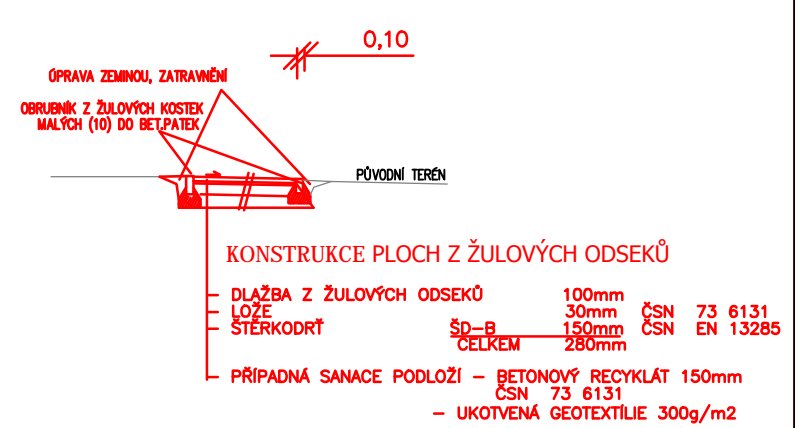 0,10
ÚPRAVA ZEMINOU, ZATRAVNĚNÍ
OBRUBNÍK Z ŽULOVÝCH KOSTEK
MALÝCH (10) DO BET.PATEK
PŮVODNÍ TERÉN
KONSTRUKCE PLOCH Z ŽULOVÝCH ODSEKŮ
– DLAŽBA Z ŽULOVÝCH ODSEKŮ 100mm
– LOŽE 30mm ČSN 73 6131
– ŠTĚRKODRŤ ŠD–B 150mm ČSN EN 13285
CELKEM 280mm
– PŘÍPADNÁ SANACE PODLOŽÍ – BETONOVÝ RECYKLÁT 150mm
ČSN 73 6131
– UKOTVENÁ GEOTEXTÍLIE 300g/m2